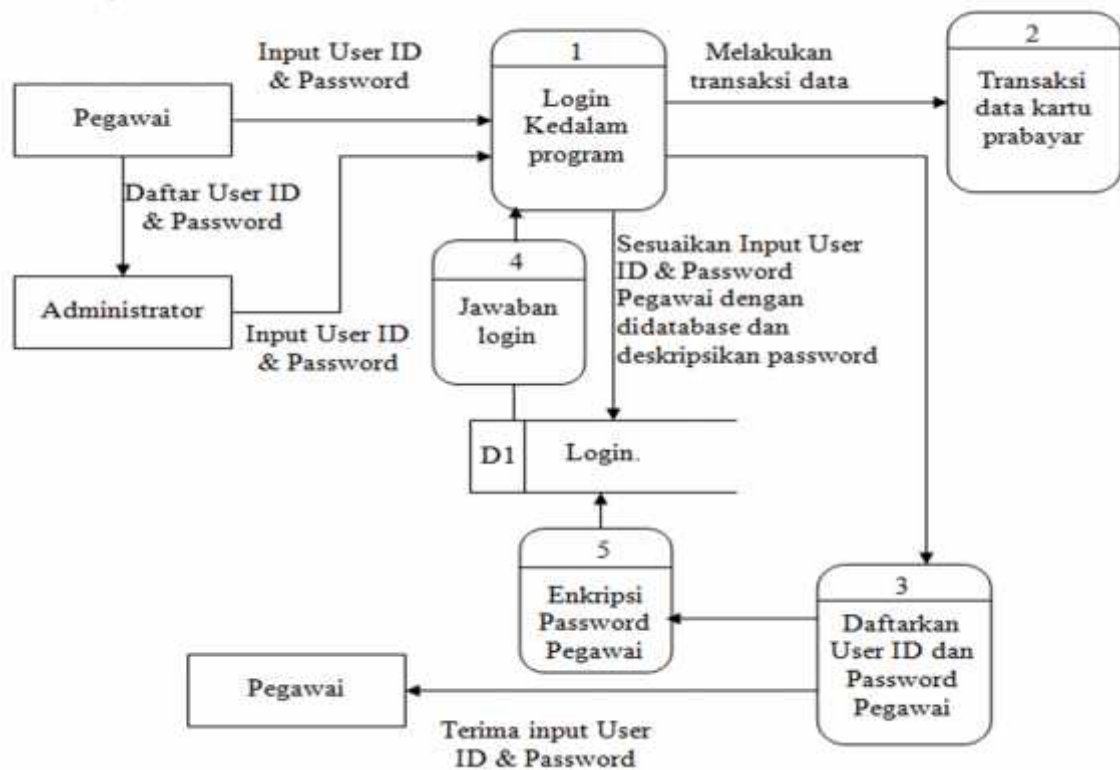 Input User ID
& Password
1
Login
Kedalam
program
Melakukan
transaksi data
2
Transaksi
data kartu
prabayar
Pegawai
Daftar User ID
& Password
Administrator
Input User ID
& Password
4
Jawaban
login
Sesuaikan Input User
ID & Password
Pegawai dengan
didatabase dan
deskripsikan password
D1
Login.
5
Enkripsi
Password
Pegawai
3
Daftarkan
User ID dan
Password
Pegawai
Pegawai
Terima input User
ID & Password